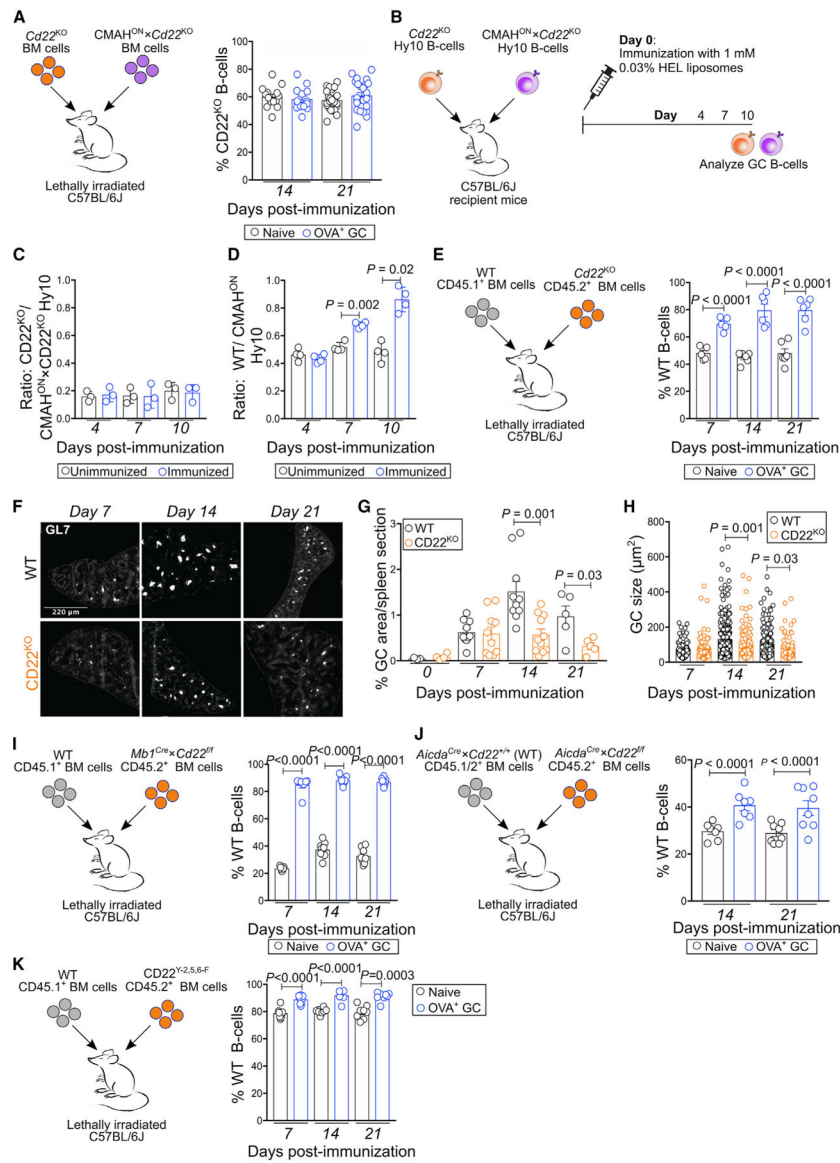 A
Cd22KO
BM cells
CMAHON×Cd22KO
BM cells
Lethally irradiated
C57BL/6J
% CD22KO B-cells
100
80
60
40
20
0
14
21
Days post-immunization
Naive
OVA+ GC
B
Cd22KO
Hy10 B-cells
CMAHON×Cd22KO
Hy10 B-cells
C57BL/6J
recipient mice
Day 0:
Immunization with 1 mM
0.03% HEL liposomes
Day 4 7 10
Analyze GC B-cells
C
Ratio: CD22KO/
CMAHON×CD22KO Hy10
1.0
0.8
0.6
0.4
0.2
0.0
4 7 10
Days post-immunization
Unimmunized
Immunized
D
Ratio: WT/ CMAHON
Hy10
1.0
0.8
0.6
0.4
0.2
0.0
P = 0.002
P = 0.02
4 7 10
Days post-immunization
Unimmunized
Immunized
E
WT
CD45.1+ BM cells
Cd22KO
CD45.2+ BM cells
Lethally irradiated
C57BL/6J
% WT B-cells
100
80
60
40
20
0
P < 0.0001
P < 0.0001
P < 0.0001
7 14 21
Days post-immunization
Naive
OVA+ GC
F
Day 7
Day 14
Day 21
GL7
WT
220 µm
CD22KO
G
% GC area/spleen section
3
2
1
0
WT
CD22KO
P = 0.001
P = 0.03
0 7 14 21
Days post-immunization
H
GC size (µm2)
800
600
400
200
0
WT
CD22KO
P = 0.001
P = 0.03
7 14 21
Days post-immunization
I
WT
CD45.1+ BM cells
Mb1Cre×Cd22f/f
CD45.2+ BM cells
Lethally irradiated
C57BL/6J
% WT B-cells
100
80
60
40
20
0
P<0.0001
P<0.0001
P<0.0001
7 14 21
Days post-immunization
Naive
OVA+ GC
J
AicdaCre×Cd22+/+ (WT)
CD45.1/2+ BM cells
AicdaCre×Cd22f/f
CD45.2+ BM cells
Lethally irradiated
C57BL/6J
% WT B-cells
80
60
40
20
0
P < 0.0001
P < 0.0001
14 21
Days post-immunization
Naive
OVA+ GC
K
WT
CD45.1+ BM cells
CD22Y-2,5,6-F
CD45.2+ BM cells
Lethally irradiated
C57BL/6J
% WT B-cells
100
80
60
40
20
0
P<0.0001
P<0.0001
P=0.0003
7 14 21
Days post-immunization
Naive
OVA+ GC